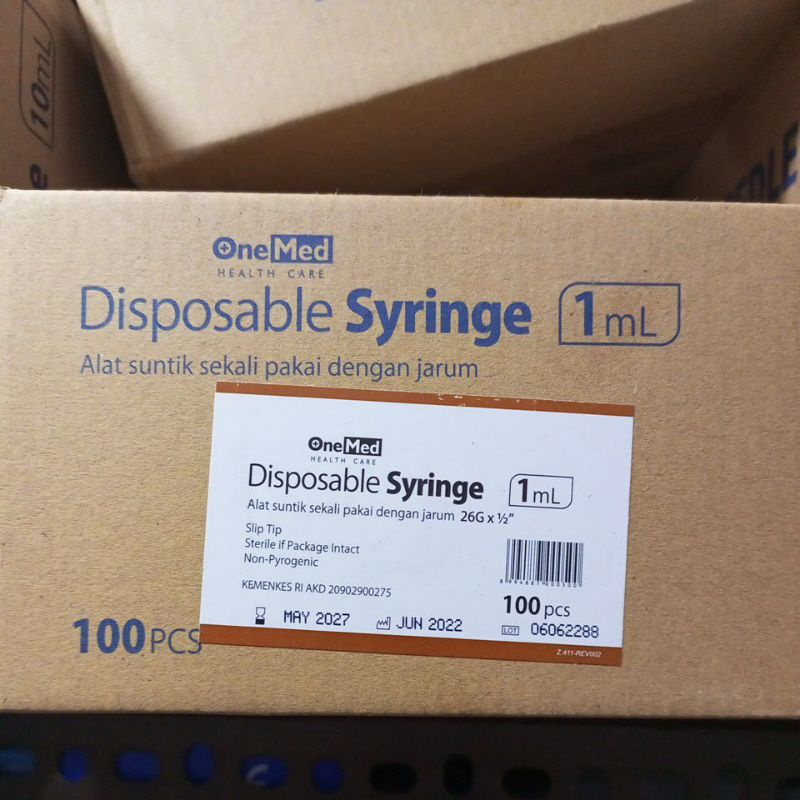 10mL
OneMed
HEALTH CARE
Disposable Syringe 1mL
Alat suntik sekali pakai dengan jarum
OneMed
HEALTH CARE
Disposable Syringe 1mL
Alat suntik sekali pakai dengan jarum 26G x ½"
Slip Tip
Sterile if Package Intact
Non-Pyrogenic
KEMENKES RI AKD 20902900275
100 pcs
MAY 2027 JUN 2022 LOT 06062288
Z.411-REV002
100PCS